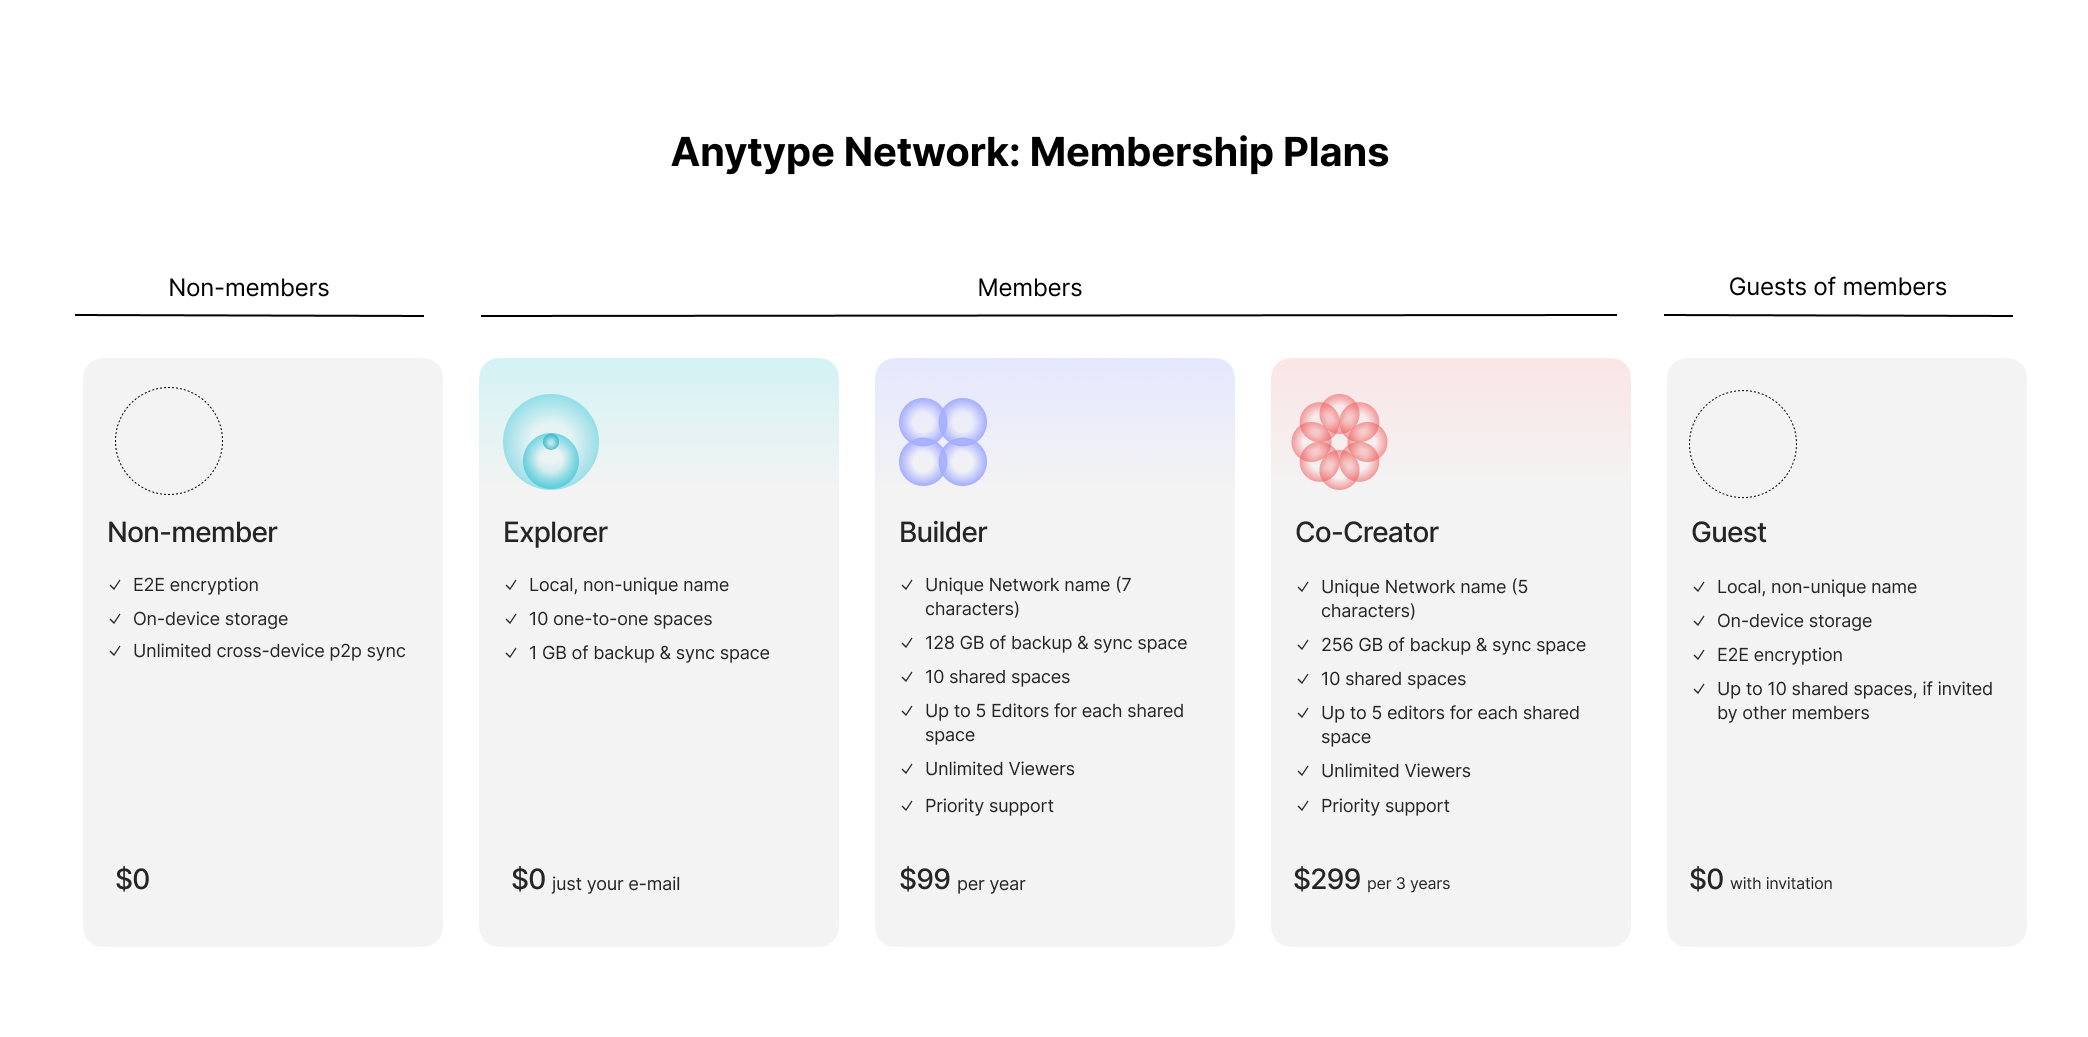 Anytype Network: Membership Plans
Non-members
Members
Guests of members
Non-member
E2E encryption
On-device storage
Unlimited cross-device p2p sync
$0
Explorer
Local, non-unique name
10 one-to-one spaces
1 GB of backup & sync space
$0 just your e-mail
Builder
Unique Network name (7
characters)
128 GB of backup & sync space
10 shared spaces
Up to 5 Editors for each shared
space
Unlimited Viewers
Priority support
$99 per year
Co-Creator
Unique Network name (5
characters)
256 GB of backup & sync space
10 shared spaces
Up to 5 editors for each shared
space
Unlimited Viewers
Priority support
$299 per 3 years
Guest
Local, non-unique name
On-device storage
E2E encryption
Up to 10 shared spaces, if invited
by other members
$0 with invitation